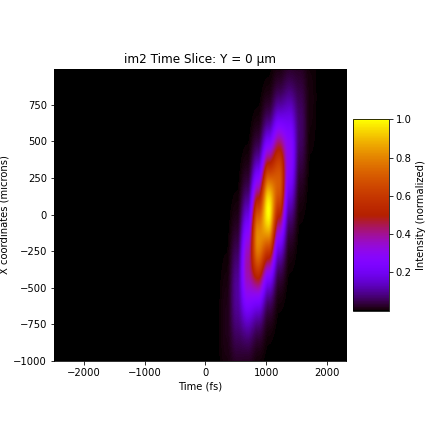 im2 Time Slice: Y = 0 μm
750
500
250
0
−250
−500
−750
−1000
X coordinates (microns)
−2000 −1000 0 1000 2000
Time (fs)
1.0
0.8
0.6
0.4
0.2
Intensity (normalized)